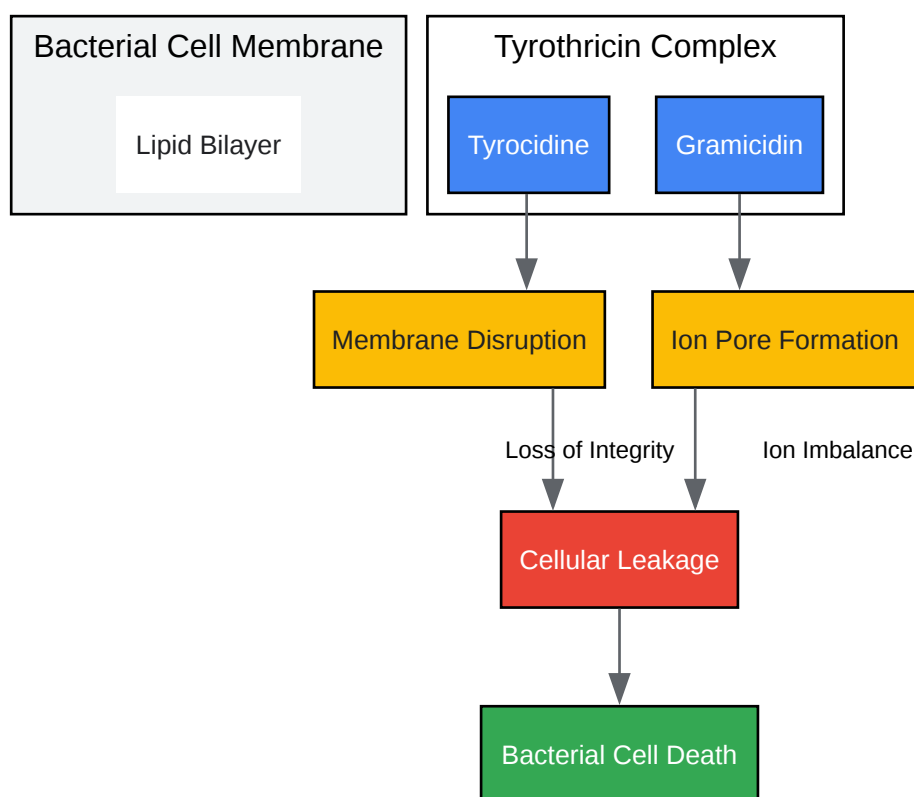 Bacterial Cell Membrane
Tyrothricin Complex
Lipid Bilayer
Tyrocidine
Gramicidin
Membrane Disruption
Ion Pore Formation
Loss of Integrity
Ion Imbalance
Cellular Leakage
Bacterial Cell Death